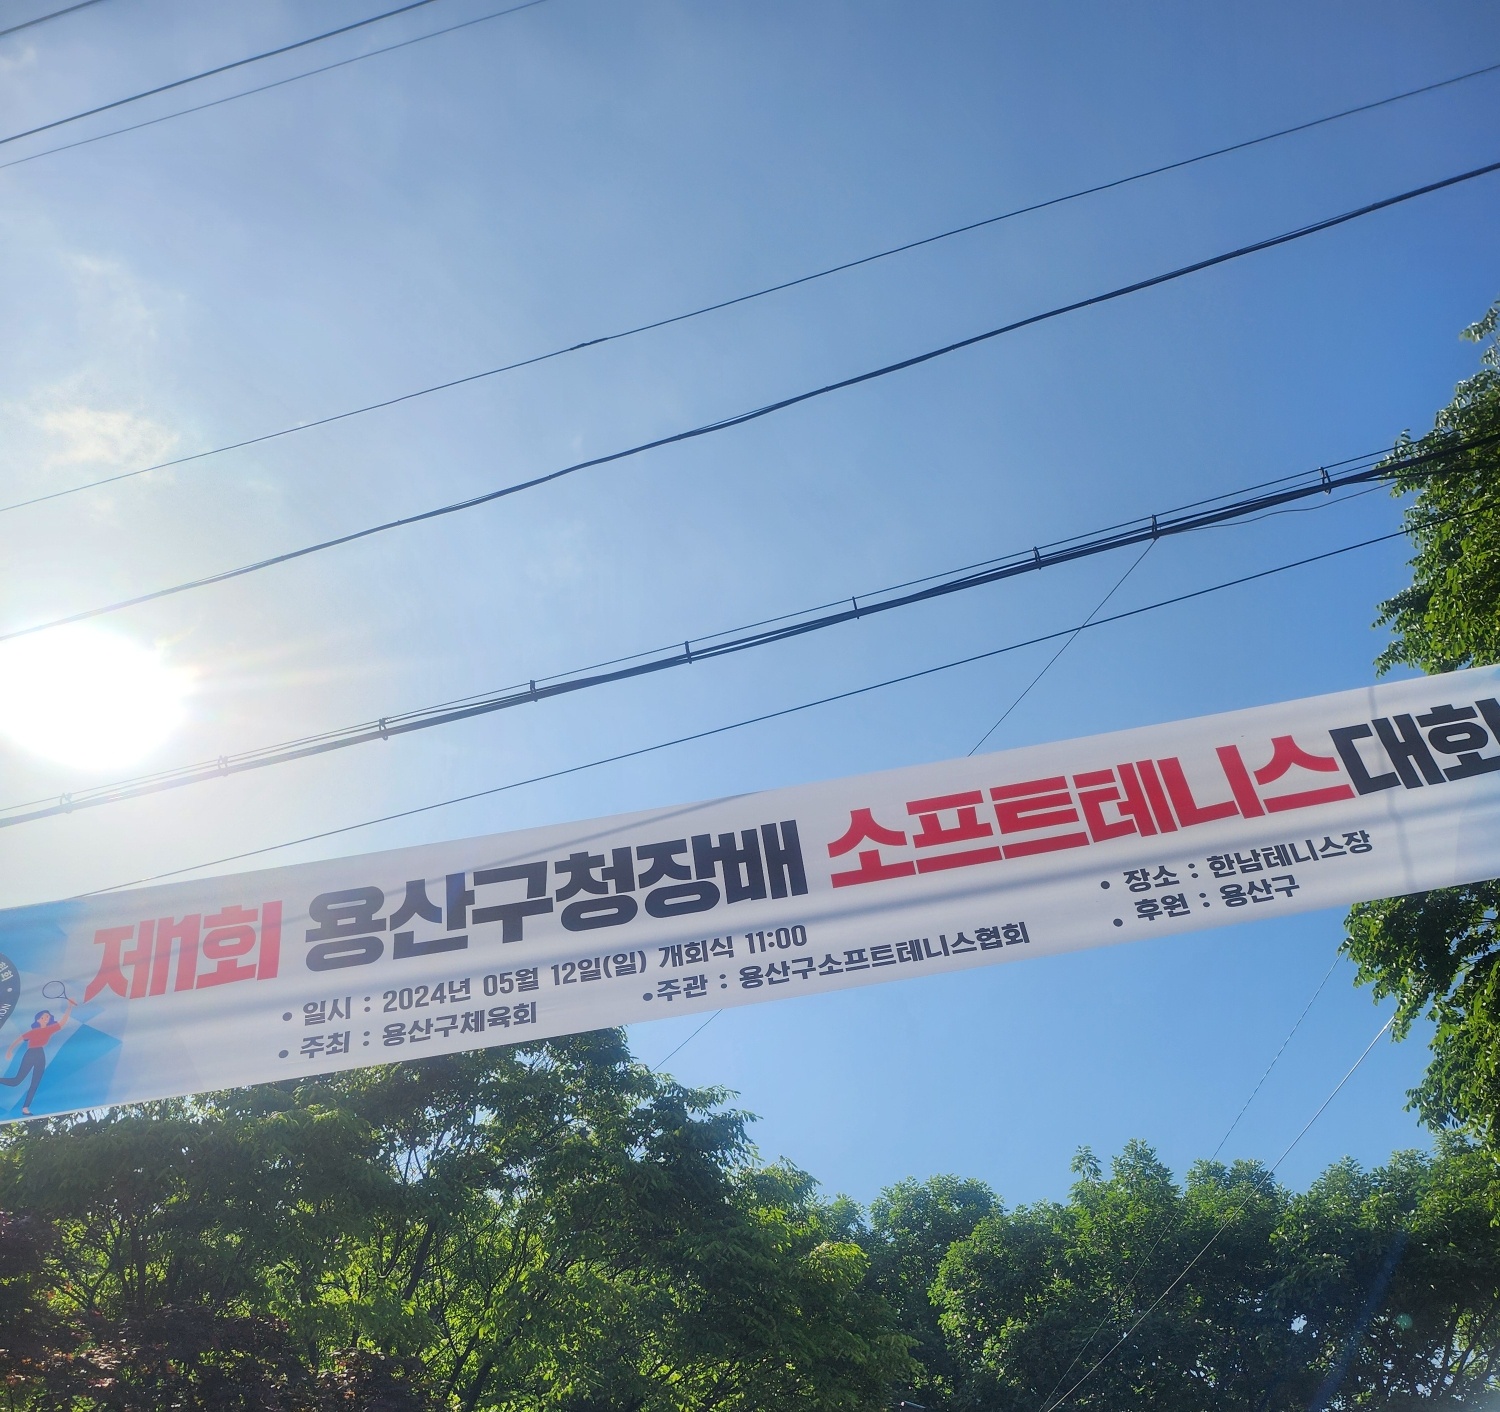 제1회 용산구청장배 소프트테니스대회
• 일시 : 2024년 05월 12일(일) 개회식 11:00
• 장소 : 한남테니스장
• 주최 : 용산구체육회
• 주관 : 용산구소프트테니스협회
• 후원 : 용산구